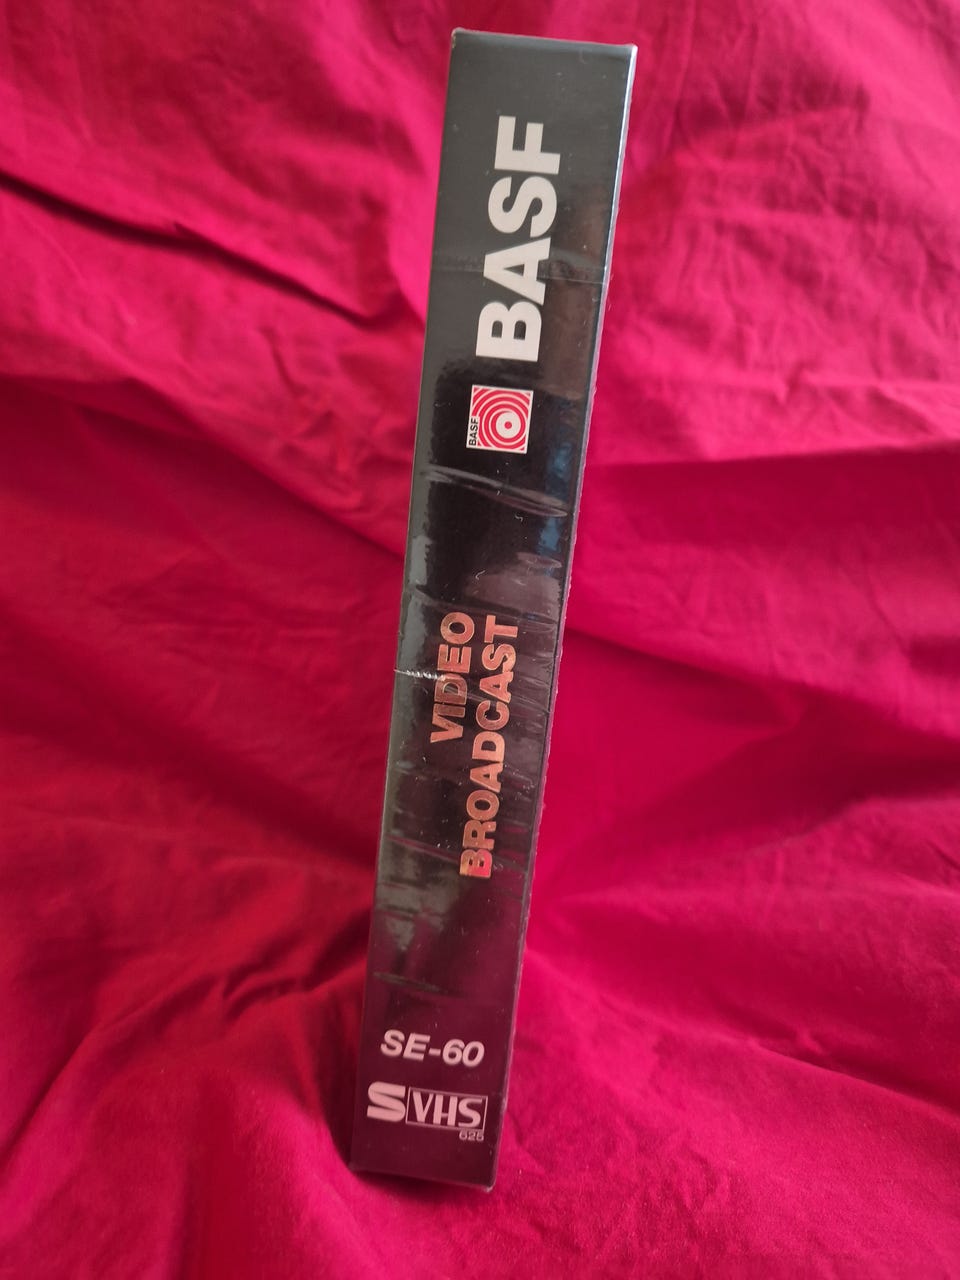 BASF
BASF
VIDEO
BROADCAST
SE-60
S VHS
625